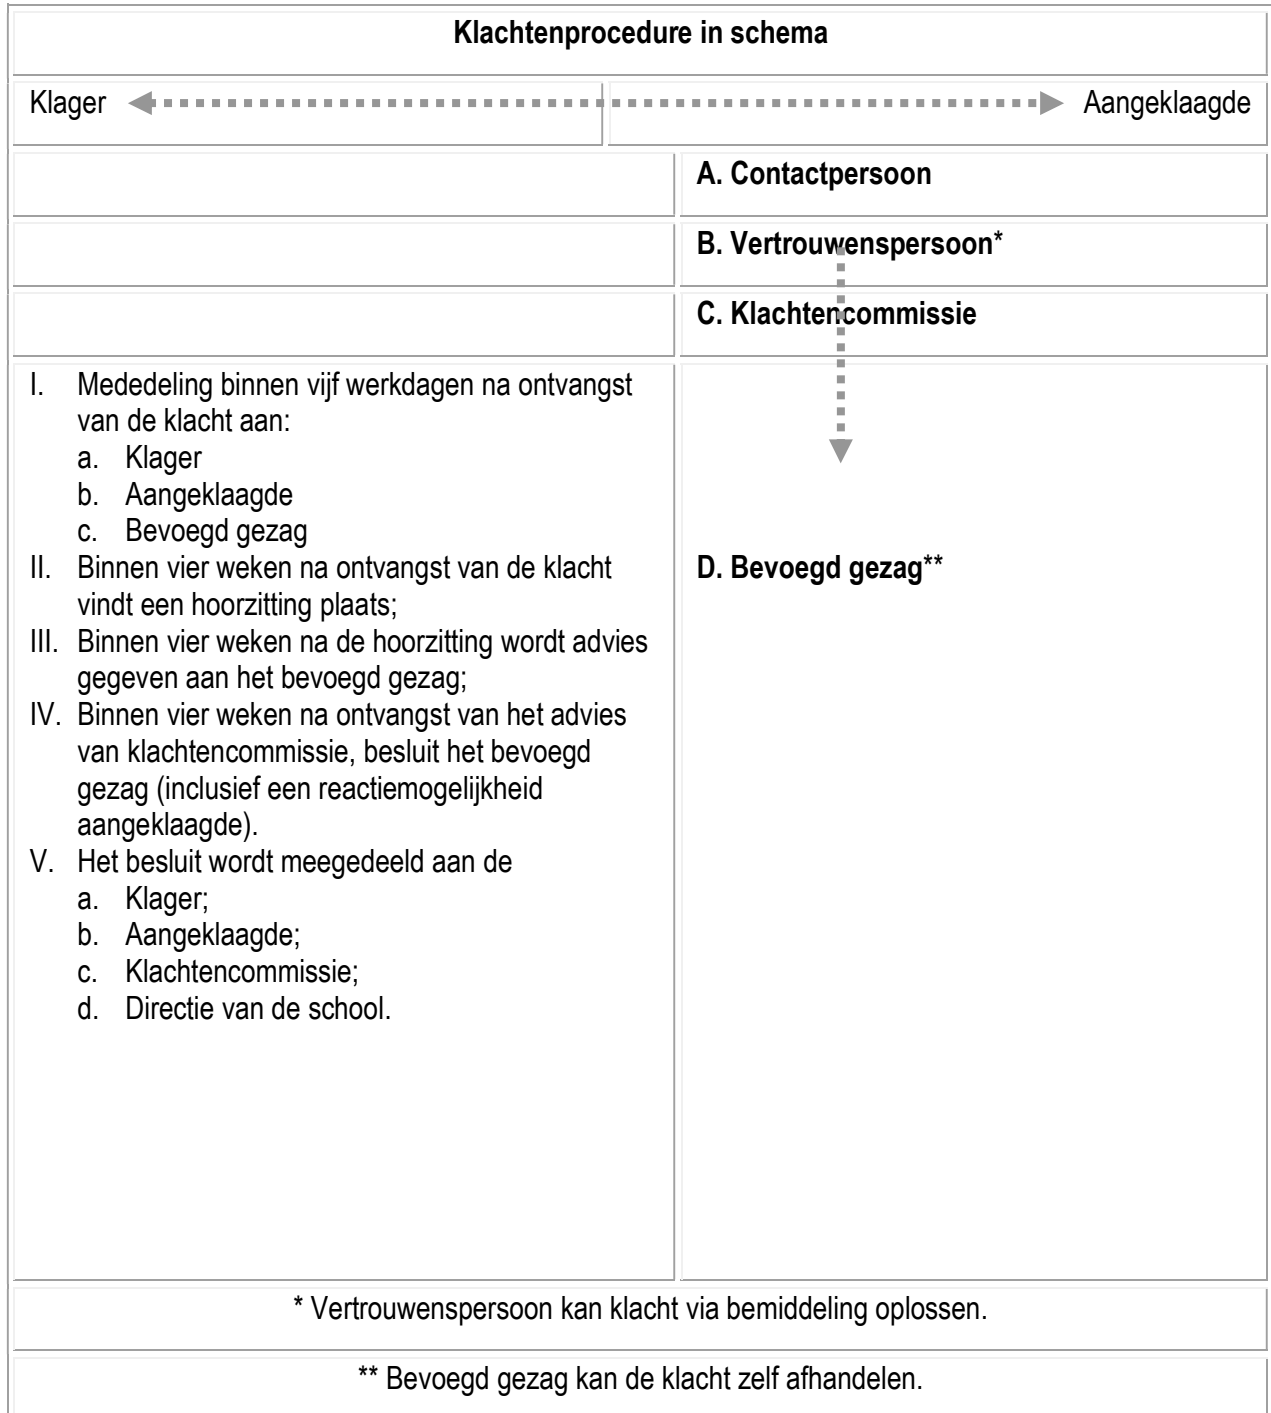 Klachtenprocedure in schema
Klager Aangeklaagde
A. Contactpersoon
B. Vertrouwenspersoon*
C. Klachtencommissie
I. Mededeling binnen vijf werkdagen na ontvangst
van de klacht aan:
a. Klager
b. Aangeklaagde
c. Bevoegd gezag
II. Binnen vier weken na ontvangst van de klacht
vindt een hoorzitting plaats;
III. Binnen vier weken na de hoorzitting wordt advies
gegeven aan het bevoegd gezag;
IV. Binnen vier weken na ontvangst van het advies
van klachtencommissie, besluit het bevoegd
gezag (inclusief een reactiemogelijkheid
aangeklaagde).
V. Het besluit wordt meegedeeld aan de
a. Klager;
b. Aangeklaagde;
c. Klachtencommissie;
d. Directie van de school.
D. Bevoegd gezag**
* Vertrouwenspersoon kan klacht via bemiddeling oplossen.
** Bevoegd gezag kan de klacht zelf afhandelen.